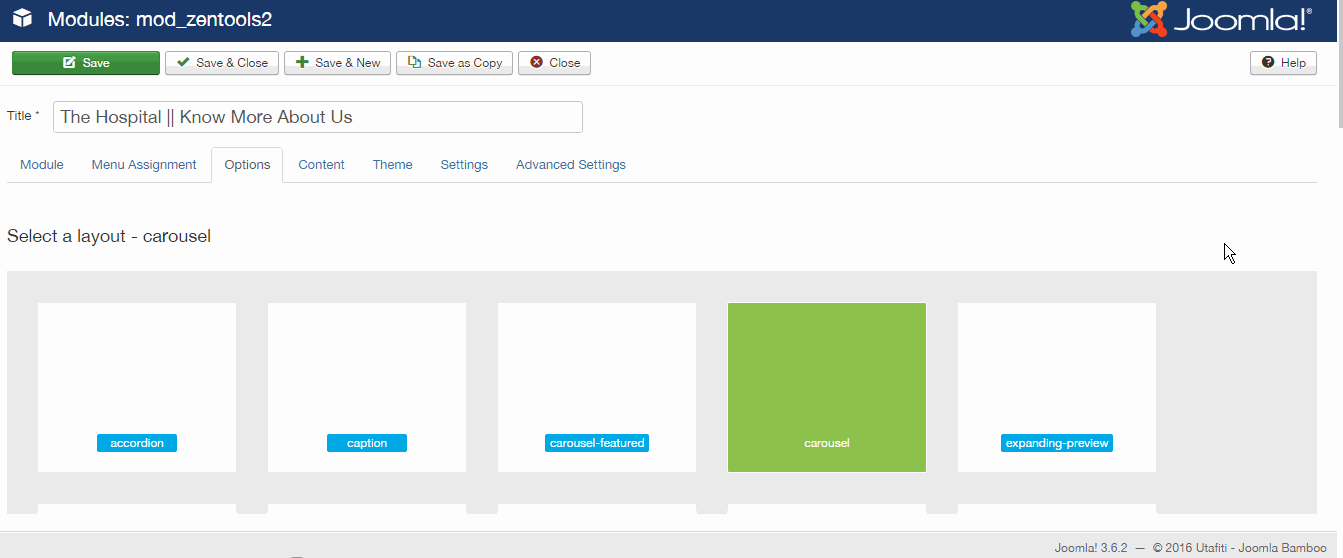 Modules: mod_zentools2
Joomla!®
Save
Save & Close
Save & New
Save as Copy
Close
Help
Title *
The Hospital || Know More About Us
Module
Menu Assignment
Options
Content
Theme
Settings
Advanced Settings
Select a layout - carousel
accordion
caption
carousel-featured
carousel
expanding-preview
Joomla! 3.6.2 — © 2016 Utafiti - Joomla Bamboo